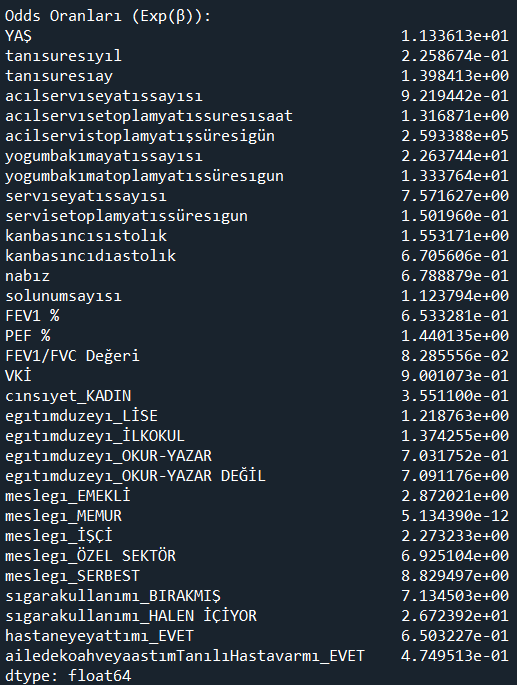 Odds Oranları (Exp(β)):
YAŞ 1.133613e+01
tanısuresıyıl 2.258674e-01
tanısuresıay 1.398413e+00
acılservıseyatıssayısı 9.219442e-01
acılservısetoplamyatıssuresısaat 1.316871e+00
acilservistoplamyatışsüresigün 2.593388e+05
yogumbakımayatıssayısı 2.263744e+01
yogumbakımatoplamyatıssüresıgun 1.333764e+01
servıseyatıssayısı 7.571627e+00
servisetoplamyatıssüresıgun 1.501960e-01
kanbasıncısıstolık 1.553171e+00
kanbasıncıdıastolık 6.705606e-01
nabız 6.788879e-01
solunumsayısı 1.123794e+00
FEV1 % 6.533281e-01
PEF % 1.440135e+00
FEV1/FVC Değeri 8.285556e-02
VKİ 9.001073e-01
cınsıyet_KADIN 3.551100e-01
egıtımduzeyı_LİSE 1.218763e+00
egıtımduzeyı_İLKOKUL 1.374255e+00
egıtımduzeyı_OKUR-YAZAR 7.031752e-01
egıtımduzeyı_OKUR-YAZAR DEĞİL 7.091176e+00
meslegı_EMEKLİ 2.872021e+00
meslegı_MEMUR 5.134390e-12
meslegı_İŞÇİ 2.273233e+00
meslegı_ÖZEL SEKTÖR 6.925104e+00
meslegı_SERBEST 8.829497e+00
sıgarakullanımı_BIRAKMIŞ 7.134503e+00
sıgarakullanımı_HALEN İÇİYOR 2.672392e+01
hastaneyeyattımı_EVET 6.503227e-01
ailedekoahveyaastımTanılıHastavarmı_EVET 4.749513e-01
dtype: float64